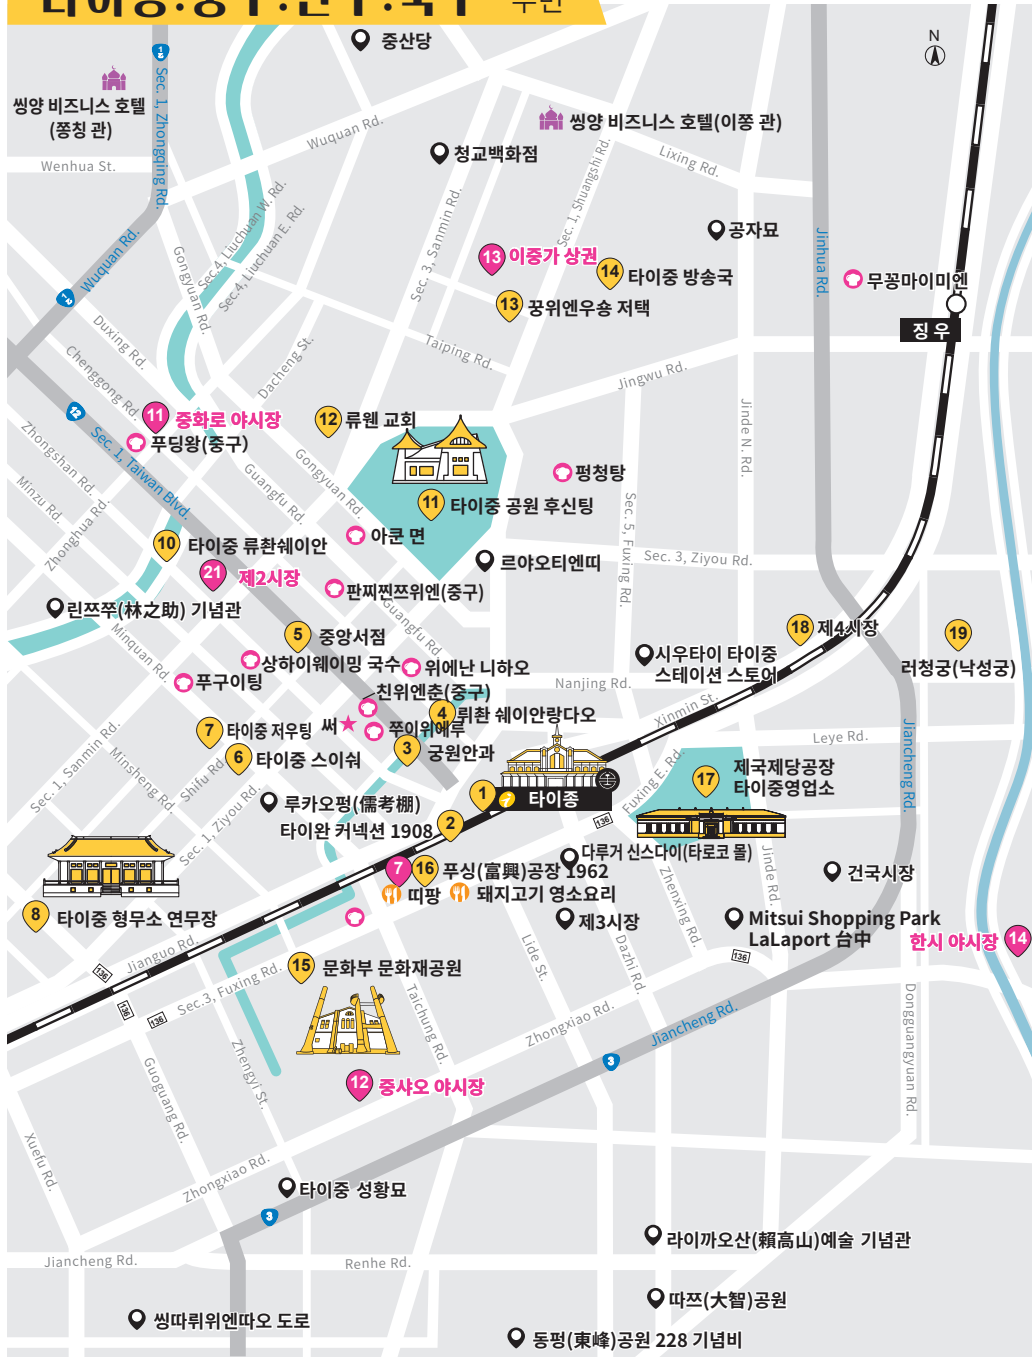 중산당
N
씽양 비즈니스 호텔
(쫑칭 관)
씽양 비즈니스 호텔(이쫑 관)
Sec. 1, Zhongqing Rd.
Wuquan Rd.
청교백화점
Lixing Rd.
Wenhua St.
Sec. 1, Shuangshi Rd.
Sec. 3, Sanmin Rd.
Sec.4, Liuchuan W. Rd.
Sec.4, Liuchuan E. Rd.
공자묘
Jinhua Rd.
Wuquan Rd.
Gongyuan Rd.
13
이중가 상권
14
타이중 방송국
무꽁마이미엔
13
꿍위엔우숑 저택
징우
Duxing Rd.
Taiping Rd.
Dacheng St.
Chenggong Rd.
Jingwu Rd.
11
중화로 야시장
12
류웬 교회
Jinde N. Rd.
12
푸딩왕(중구)
Sec. 1, Taiwan Blvd.
Zhongshan Rd.
Gongyuan Rd.
Guangfu Rd.
펑청탕
Minzu Rd.
Zhonghua Rd.
11
타이중 공원 후신팅
Sec. 5, Fuxing Rd.
10
타이중 류촨쉐이안
아쿤 면
르야오티엔띠
Sec. 3, Ziyou Rd.
21
제2시장
판찌찐쯔위엔(중구)
린쯔쭈(林之助) 기념관
Guangfu Rd.
Minquan Rd.
5
중앙서점
18
제4시장
19
러청궁(낙성궁)
상하이웨이밍 국수
위에난 니하오
시우타이 타이중
스테이션 스토어
푸구이팅
Nanjing Rd.
친위엔춘(중구)
Xinmin St.
4
뤼촨 쉐이안랑다오
7
타이중 저우팅
써
쭈이위에루
Leye Rd.
Jiancheng Rd.
6
타이중 스이숴
3
궁원안과
Sec. 1, Sanmin Rd.
Minsheng Rd.
Shifu Rd.
Sec. 1, Ziyou Rd.
Fuxing E. Rd.
17
제국제당공장
타이중영업소
1
타이중
루카오펑(儒考棚)
타이완 커넥션 1908
2
136
다루거 신스다이(타로코 몰)
Jinde Rd.
7
16
푸싱(富興)공장 1962
건국시장
띠팡
돼지고기 영소요리
Zhenxing Rd.
8
타이중 형무소 연무장
제3시장
Mitsui Shopping Park
LaLaport 台中
한시 야시장
14
Jianguo Rd.
Lide St.
Dazhi Rd.
136
136
136
136
15
문화부 문화재공원
Sec.3, Fuxing Rd.
Taichung Rd.
Zhongxiao Rd.
Jiancheng Rd.
Dongguangyuan Rd.
Zhengyi St.
Guoguang Rd.
3
12
중샤오 야시장
Xuefu Rd.
Zhongxiao Rd.
타이중 성황묘
3
Jiancheng Rd.
Renhe Rd.
라이까오산(賴高山)예술 기념관
따쯔(大智)공원
씽따뤼위엔따오 도로
동펑(東峰)공원 228 기념비